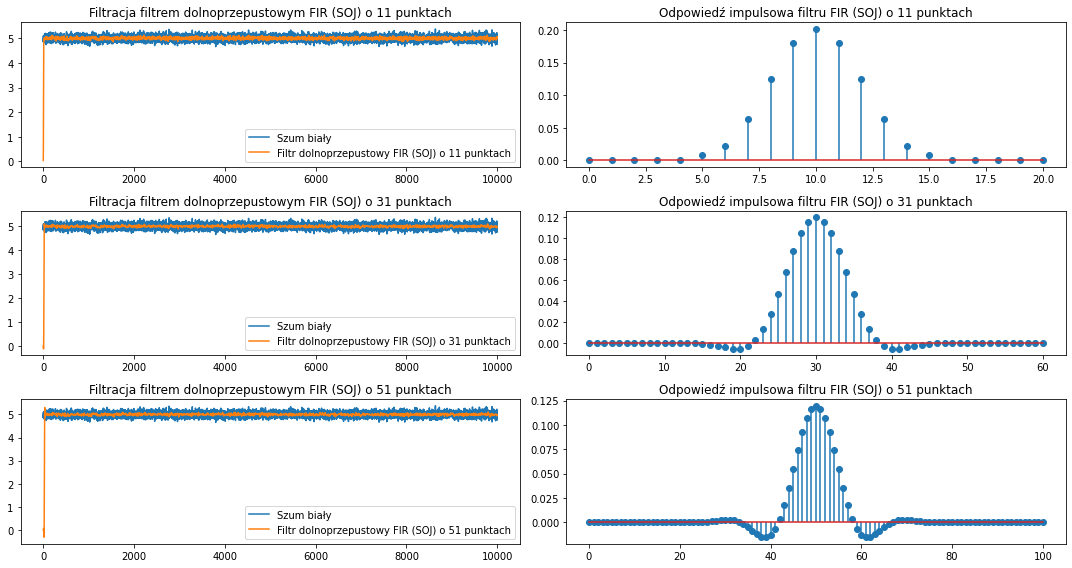 Filtracja filtrem dolnoprzepustowym FIR (SOJ) o 11 punktach
5
4
3
2
1
0
Szum biały
Filtr dolnoprzepustowy FIR (SOJ) o 11 punktach
0 2000 4000 6000 8000 10000
Odpowiedź impulsowa filtru FIR (SOJ) o 11 punktach
0.20
0.15
0.10
0.05
0.00
0.0 2.5 5.0 7.5 10.0 12.5 15.0 17.5 20.0
Filtracja filtrem dolnoprzepustowym FIR (SOJ) o 31 punktach
5
4
3
2
1
0
Szum biały
Filtr dolnoprzepustowy FIR (SOJ) o 31 punktach
0 2000 4000 6000 8000 10000
Odpowiedź impulsowa filtru FIR (SOJ) o 31 punktach
0.12
0.10
0.08
0.06
0.04
0.02
0.00
0 10 20 30 40 50 60
Filtracja filtrem dolnoprzepustowym FIR (SOJ) o 51 punktach
5
4
3
2
1
0
Szum biały
Filtr dolnoprzepustowy FIR (SOJ) o 51 punktach
0 2000 4000 6000 8000 10000
Odpowiedź impulsowa filtru FIR (SOJ) o 51 punktach
0.125
0.100
0.075
0.050
0.025
0.000
0 20 40 60 80 100